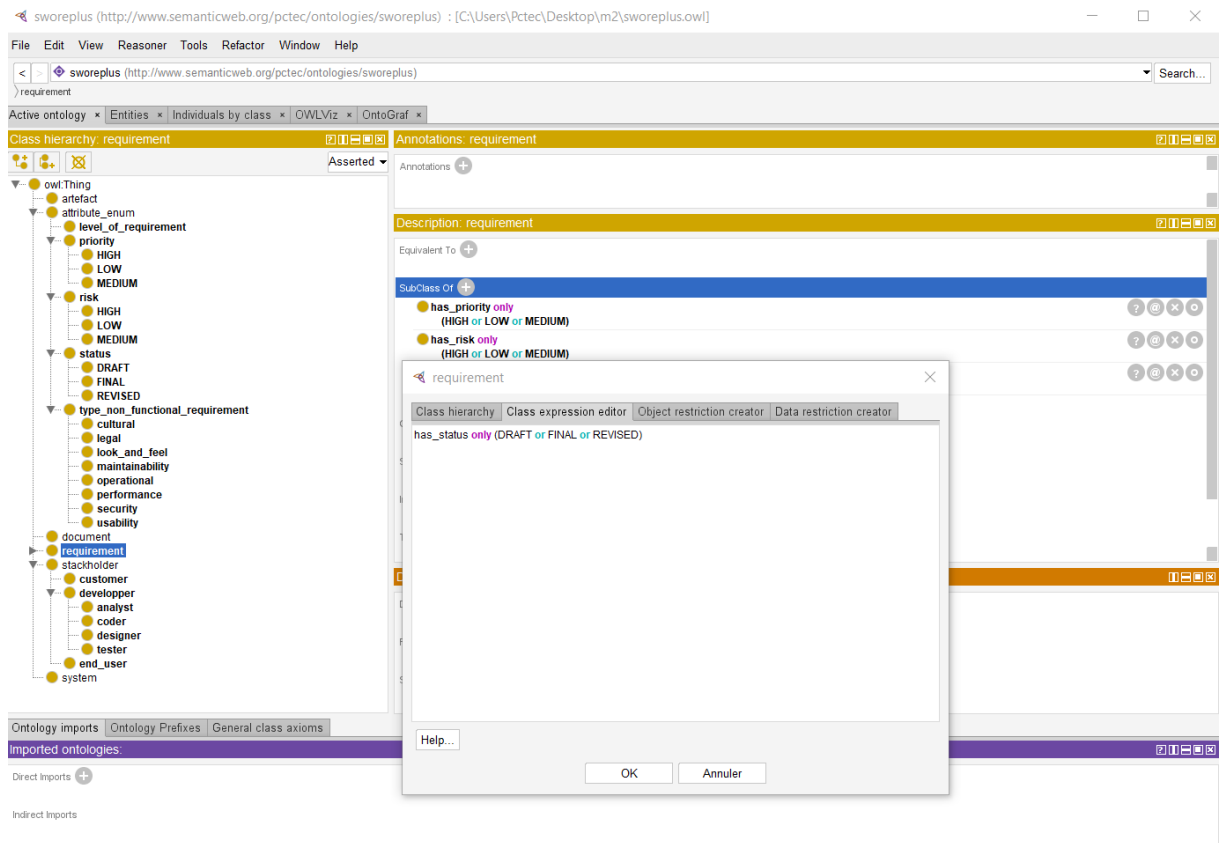 sworeplus (http://www.semanticweb.org/pctec/ontologies/sworeplus) : [C:\Users\Pctec\Desktop\m2\sworeplus.owl]
File Edit View Reasoner Tools Refactor Window Help
< > sworeplus (http://www.semanticweb.org/pctec/ontologies/sworeplus) Search...
requirement
Active ontology × Entities × Individuals by class × OWLViz × OntoGraf ×
Class hierarchy: requirement
Asserted
owl:Thing
artefact
attribute_enum
level_of_requirement
priority
HIGH
LOW
MEDIUM
risk
HIGH
LOW
MEDIUM
status
DRAFT
FINAL
REVISED
type_non_functional_requirement
cultural
legal
look_and_feel
maintainability
operational
performance
security
usability
document
requirement
stackholder
customer
developper
analyst
coder
designer
tester
end_user
system
Annotations: requirement
Annotations
Description: requirement
Equivalent To
SubClass Of
has_priority only
(HIGH or LOW or MEDIUM)
has_risk only
(HIGH or LOW or MEDIUM)
requirement
Class hierarchy Class expression editor Object restriction creator Data restriction creator
has_status only (DRAFT or FINAL or REVISED)
Help...
OK Annuler
Ontology imports Ontology Prefixes General class axioms
Imported ontologies:
Direct Imports
Indirect Imports